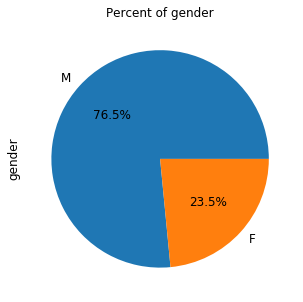 Percent of gender
M
76.5%
gender
23.5%
F